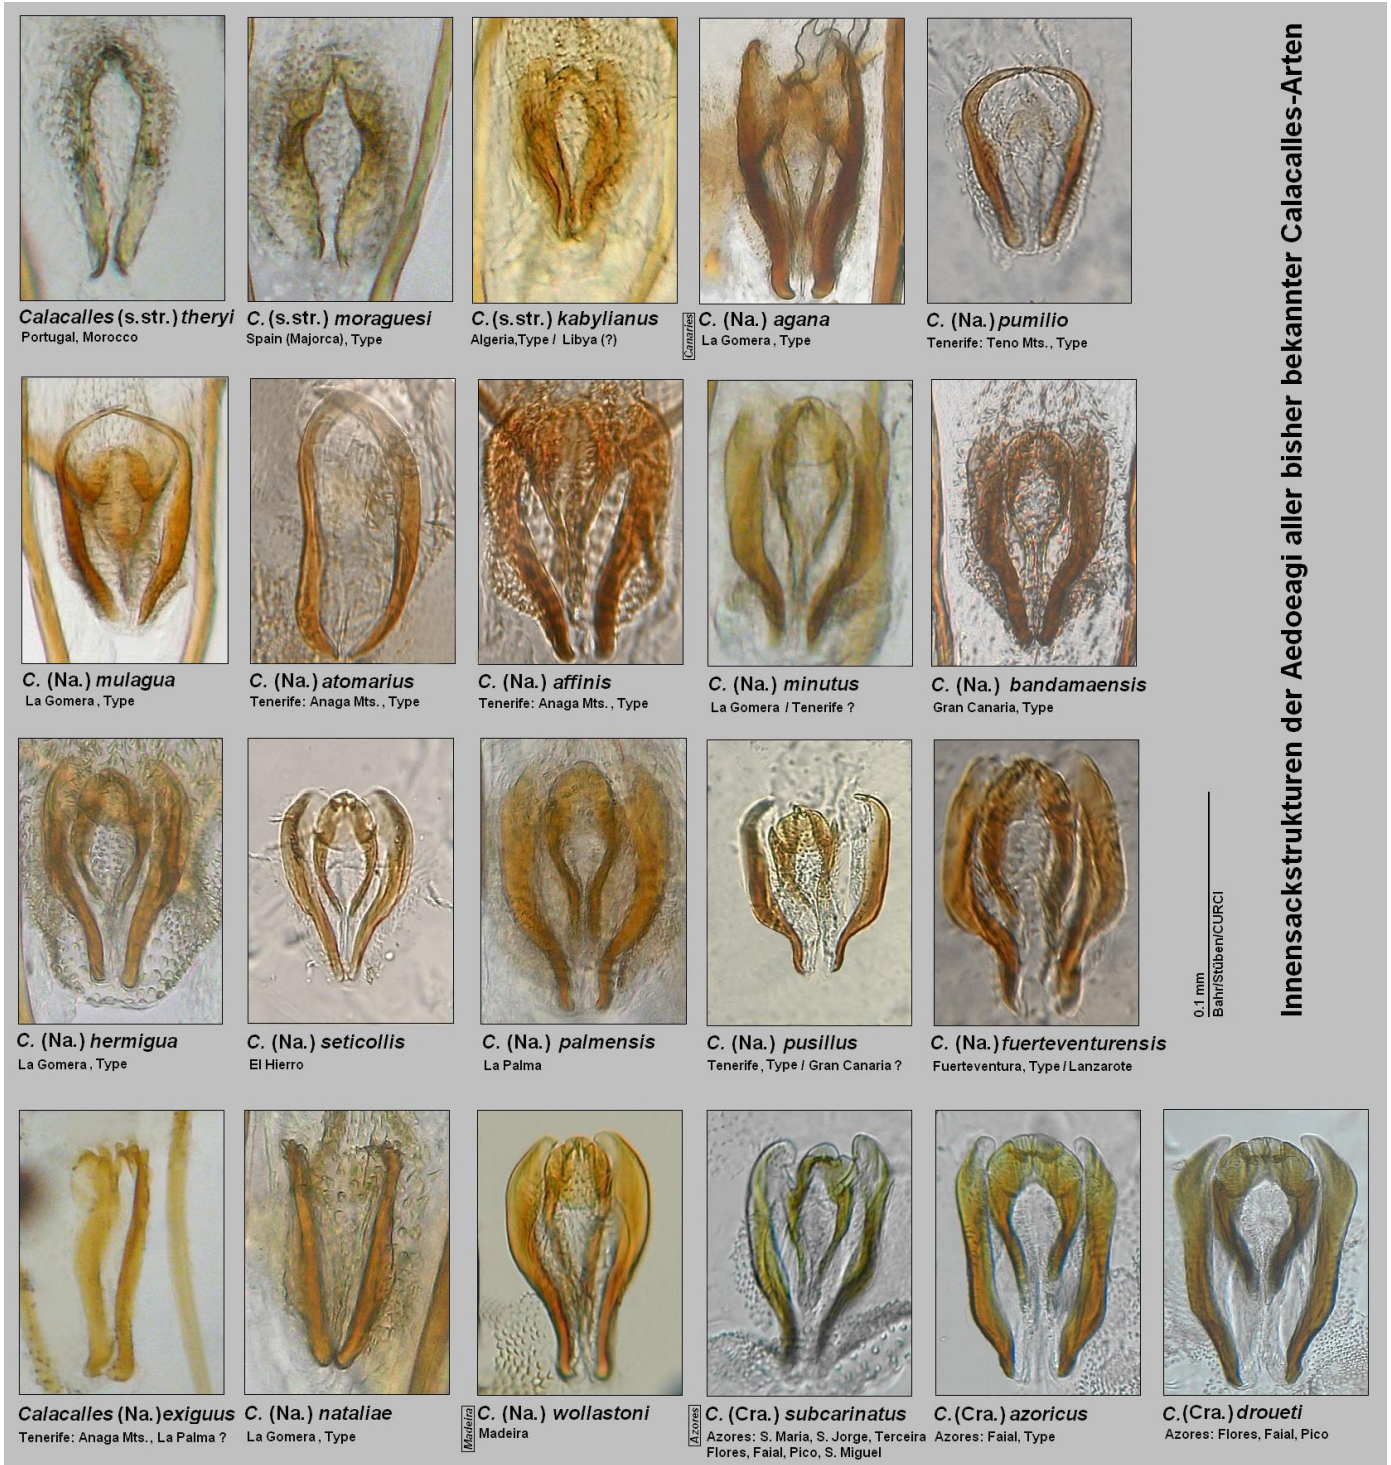 Innensackstrukturen der Aedoeagi aller bisher bekannter Calacalles-Arten
Calacalles (s.str.) theryi
Portugal, Morocco
C. (s.str.) moraguesi
Spain (Majorca), Type
C. (s.str.) kabylianus
Algeria,Type / Libya (?)
Canaries
C. (Na.) agana
La Gomera , Type
C. (Na.) pumilio
Tenerife: Teno Mts., Type
C. (Na.) mulagua
La Gomera , Type
C. (Na.) atomarius
Tenerife: Anaga Mts. , Type
C. (Na.) affinis
Tenerife: Anaga Mts. , Type
C. (Na.) minutus
La Gomera / Tenerife ?
C. (Na.) bandamaensis
Gran Canaria, Type
C. (Na.) hermigua
La Gomera , Type
C. (Na.) seticollis
El Hierro
C. (Na.) palmensis
La Palma
C. (Na.) pusillus
Tenerife, Type / Gran Canaria ?
C. (Na.) fuerteventurensis
Fuerteventura, Type / Lanzarote
0.1 mm
Bahr/Stüben/CURCI
Calacalles (Na.) exiguus
Tenerife: Anaga Mts., La Palma ?
C. (Na.) nataliae
La Gomera , Type
Madeira
C. (Na.) wollastoni
Madeira
Azores
C. (Cra.) subcarinatus
Azores: S. Maria, S. Jorge, Terceira
Flores, Faial, Pico, S. Miguel
C. (Cra.) azoricus
Azores: Faial, Type
C. (Cra.) droueti
Azores: Flores, Faial, Pico